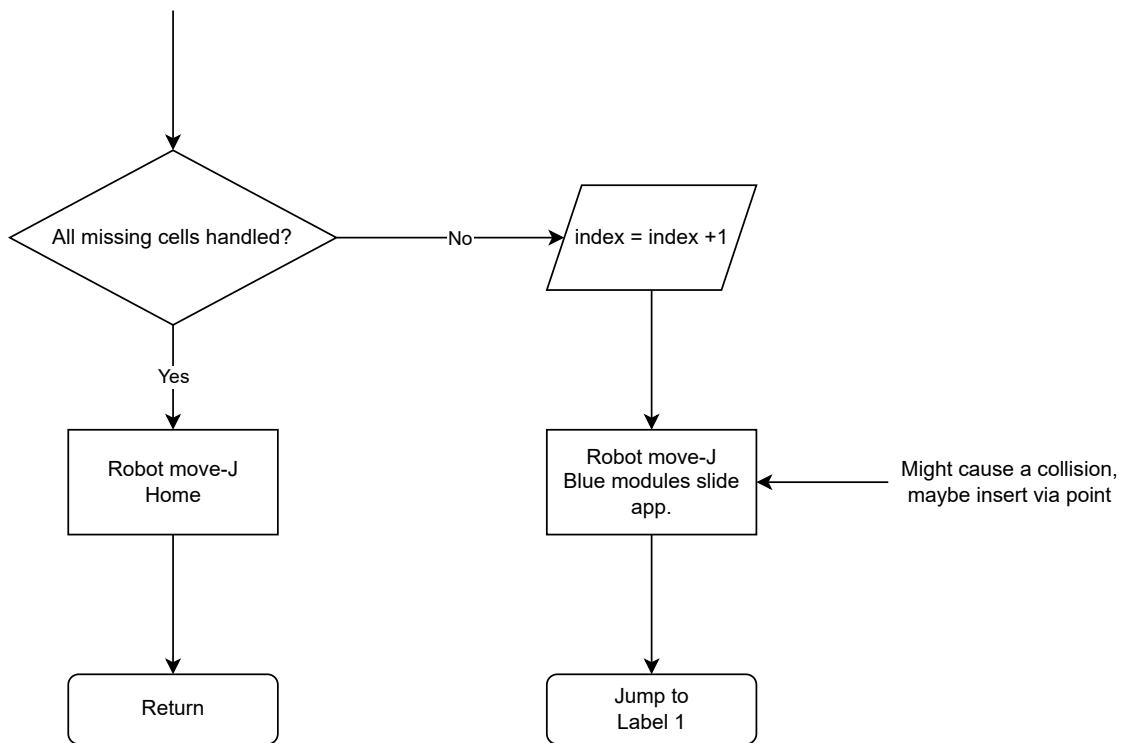 All missing cells handled?
No
index = index +1
Yes
Robot move-J
Home
Robot move-J
Blue modules slide
app.
Might cause a collision,
maybe insert via point
Return
Jump to
Label 1